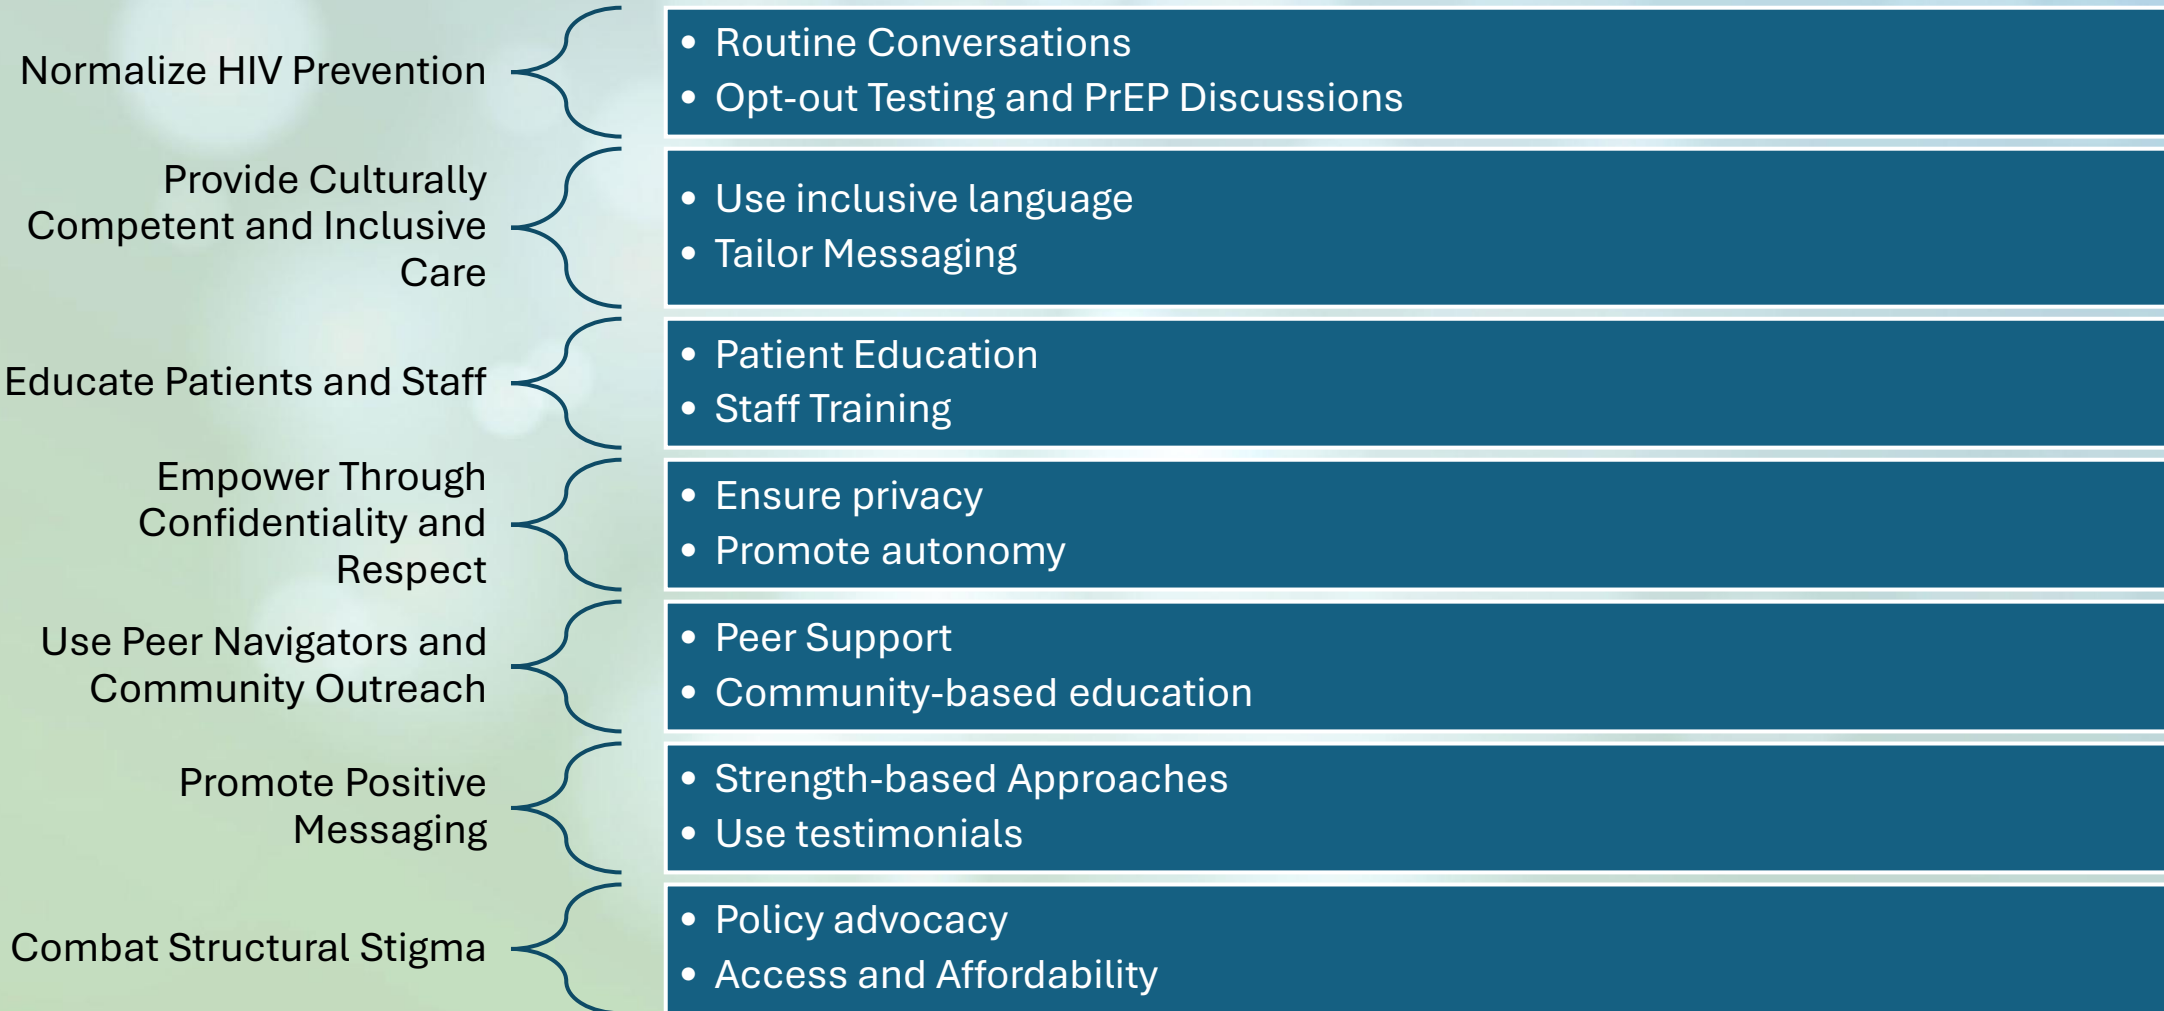 Normalize HIV Prevention
• Routine Conversations
• Opt-out Testing and PrEP Discussions
Provide Culturally
Competent and Inclusive
Care
• Use inclusive language
• Tailor Messaging
Educate Patients and Staff
• Patient Education
• Staff Training
Empower Through
Confidentiality and
Respect
• Ensure privacy
• Promote autonomy
Use Peer Navigators and
Community Outreach
• Peer Support
• Community-based education
Promote Positive
Messaging
• Strength-based Approaches
• Use testimonials
Combat Structural Stigma
• Policy advocacy
• Access and Affordability